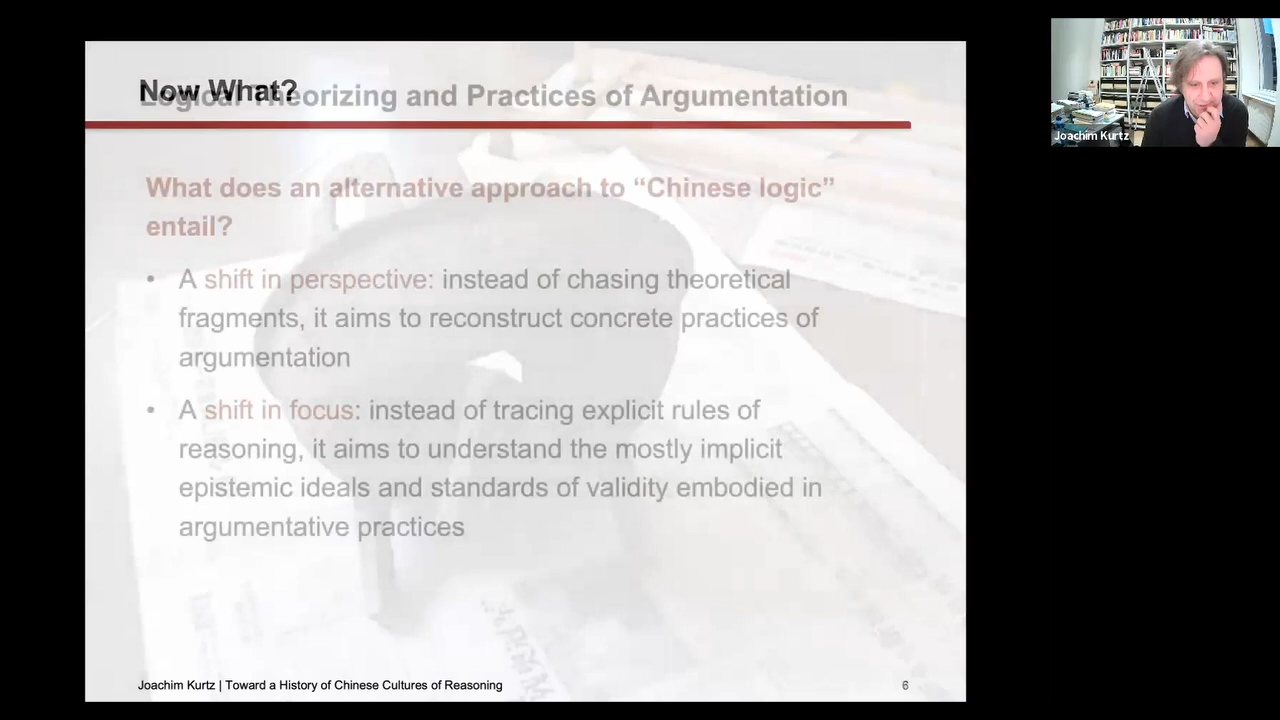 Now What?
Logical Theorizing and Practices of Argumentation
What does an alternative approach to “Chinese logic”
entail?
• A shift in perspective: instead of chasing theoretical
fragments, it aims to reconstruct concrete practices of
argumentation
• A shift in focus: instead of tracing explicit rules of
reasoning, it aims to understand the mostly implicit
epistemic ideals and standards of validity embodied in
argumentative practices
Joachim Kurtz | Toward a History of Chinese Cultures of Reasoning
6
Joachim Kurtz